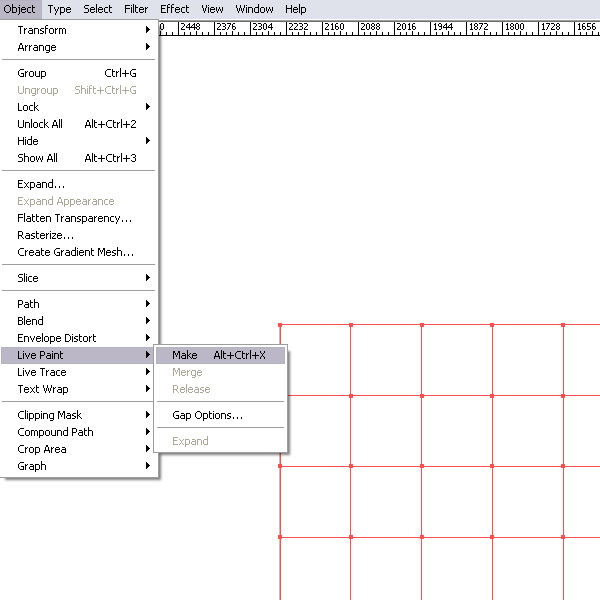 Object Type Select Filter Effect View Window Help
0 2448 2376 2304 2232 2160 2088 2016 1944 1872 1800 1728 1656
Transform
Arrange
Group Ctrl+G
Ungroup Shift+Ctrl+G
Lock
Unlock All Alt+Ctrl+2
Hide
Show All Alt+Ctrl+3
Expand...
Expand Appearance
Flatten Transparency...
Rasterize...
Create Gradient Mesh...
Slice
Path
Blend
Envelope Distort
Live Paint
Live Trace
Text Wrap
Clipping Mask
Compound Path
Crop Area
Graph
Make Alt+Ctrl+X
Merge
Release
Gap Options...
Expand